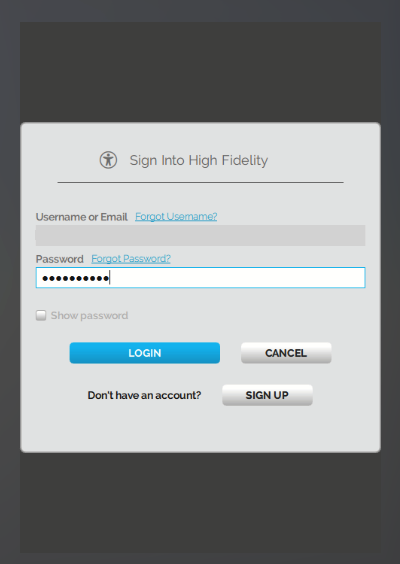 Sign Into High Fidelity
Username or Email Forgot Username?
Password Forgot Password?
●●●●●●●●●●
Show password
LOGIN CANCEL
Don't have an account? SIGN UP